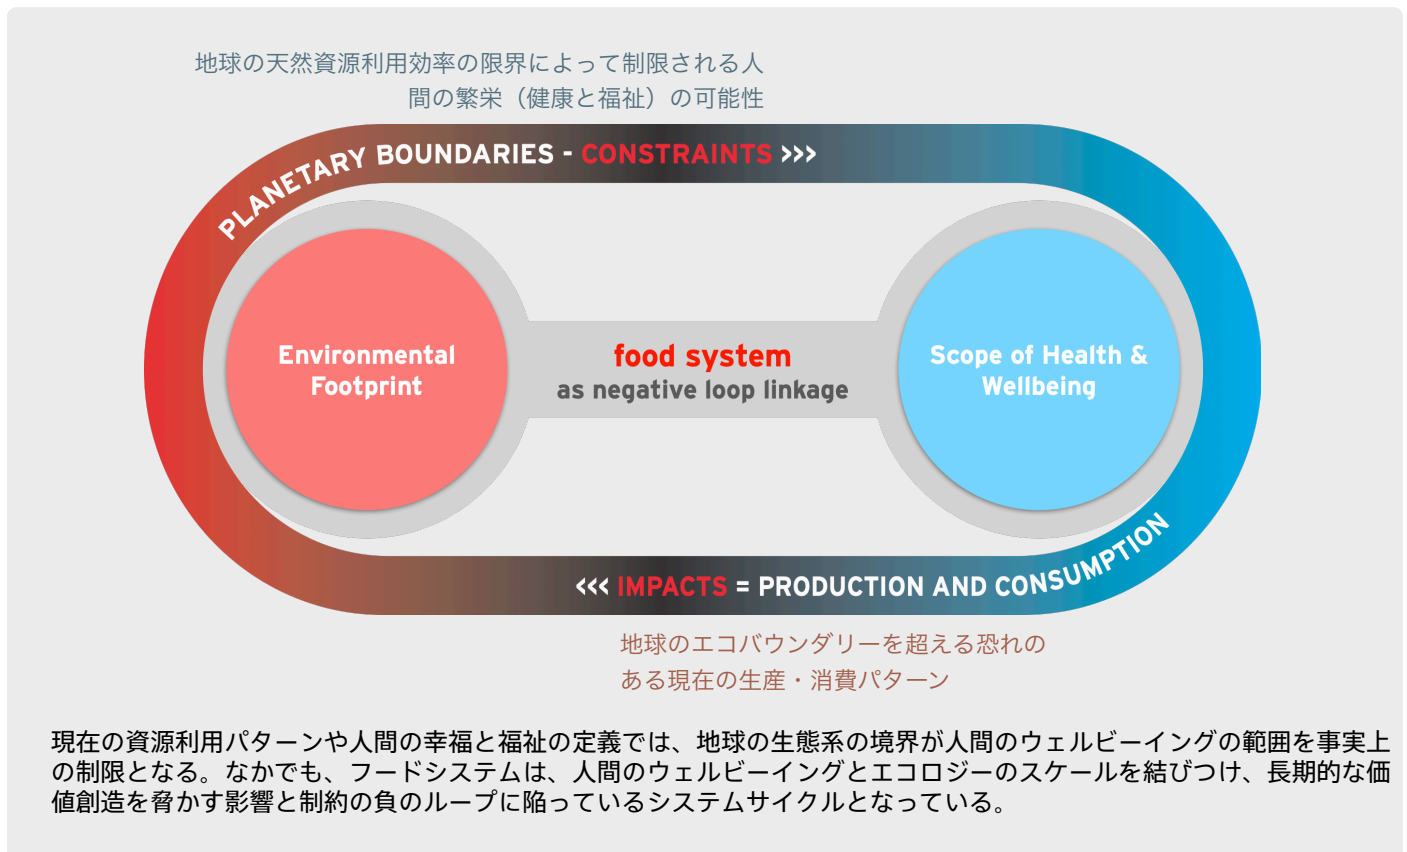 地球の天然資源利用効率の限界によって制限される人
間の繁栄（健康と福祉）の可能性
PLANETARY BOUNDARIES - CONSTRAINTS >>>
Environmental
Footprint
food system
as negative loop linkage
Scope of Health &
Wellbeing
<<< IMPACTS = PRODUCTION AND CONSUMPTION
地球のエコバウンダリーを超える恐れの
ある現在の生産・消費パターン
現在の資源利用パターンや人間の幸福と福祉の定義では、地球の生態系の境界が人間のウェルビーイングの範囲を事実上
の制限となる。なかでも、フードシステムは、人間のウェルビーイングとエコロジーのスケールを結びつけ、長期的な価
値創造を脅かす影響と制約の負のループに陥っているシステムサイクルとなっている。